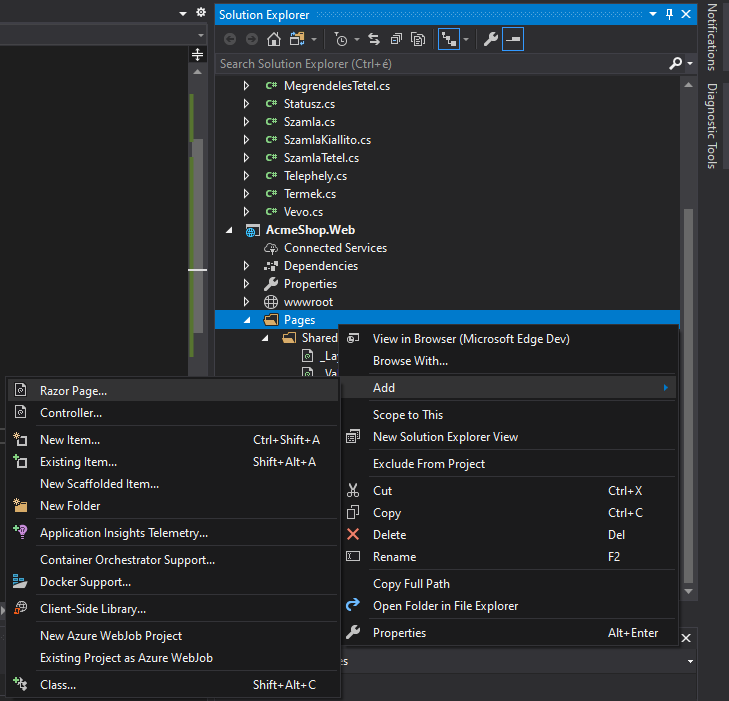 Solution Explorer
Search Solution Explorer (Ctrl+é)
C# MegrendelesTetel.cs
C# Statusz.cs
C# Szamla.cs
C# SzamlaKiallito.cs
C# SzamlaTetel.cs
C# Telephely.cs
C# Termek.cs
C# Vevo.cs
AcmeShop.Web
Connected Services
Dependencies
Properties
wwwroot
Pages
Shared
_La
_Va
View in Browser (Microsoft Edge Dev)
Browse With...
Add
Scope to This
New Solution Explorer View
Exclude From Project
Cut Ctrl+X
Copy Ctrl+C
Delete Del
Rename F2
Copy Full Path
Open Folder in File Explorer
Properties Alt+Enter
Razor Page...
Controller...
New Item... Ctrl+Shift+A
Existing Item... Shift+Alt+A
New Scaffolded Item...
New Folder
Application Insights Telemetry...
Container Orchestrator Support...
Docker Support...
Client-Side Library...
New Azure WebJob Project
Existing Project as Azure WebJob
Class... Shift+Alt+C
Notifications
Diagnostic Tools